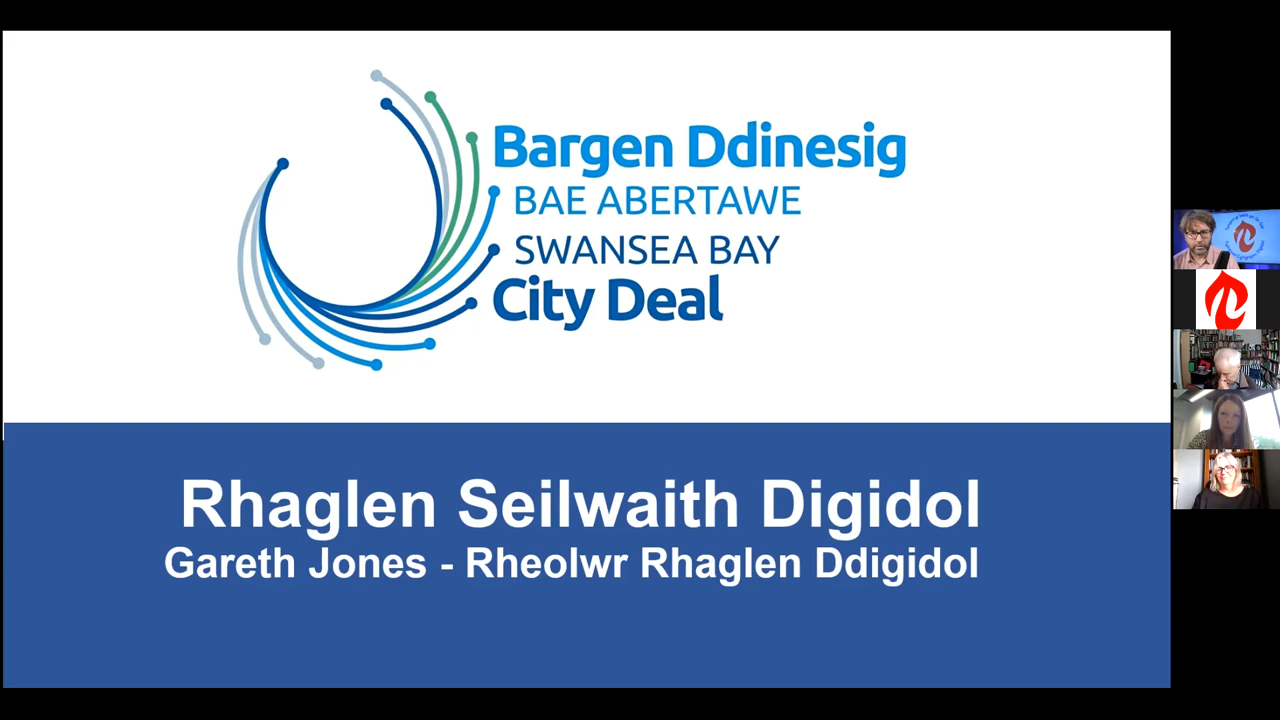 Bargen Ddinesig
BAE ABERTAWE
SWANSEA BAY
City Deal
Rhaglen Seilwaith Digidol
Gareth Jones - Rheolwr Rhaglen Ddigidol